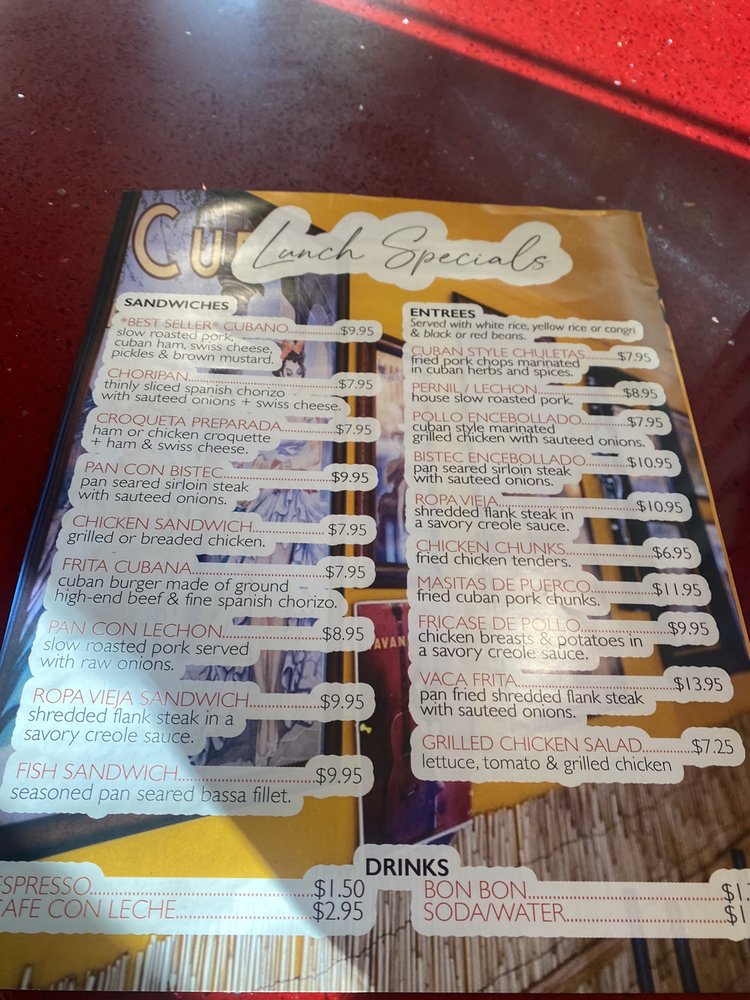 CU
Lunch Specials
SANDWICHES
*BEST SELLER* CUBANO..........$9.95
slow roasted pork,
cuban ham, swiss cheese,
pickles & brown mustard.
CHORIPAN..........$7.95
thinly sliced spanish chorizo
with sauteed onions + swiss cheese.
CROQUETA PREPARADA..........$7.95
ham or chicken croquette
+ ham & swiss cheese.
PAN CON BISTEC..........$9.95
pan seared sirloin steak
with sauteed onions.
CHICKEN SANDWICH..........$7.95
grilled or breaded chicken.
FRITA CUBANA..........$7.95
cuban burger made of ground
high-end beef & fine spanish chorizo.
PAN CON LECHON..........$8.95
slow roasted pork served
with raw onions.
ROPA VIEJA SANDWICH..........$9.95
shredded flank steak in a
savory creole sauce.
FISH SANDWICH..........$9.95
seasoned pan seared bassa fillet.
ENTREES
Served with white rice, yellow rice or congri
& black or red beans.
CUBAN STYLE CHULETAS..........$7.95
fried pork chops marinated
in cuban herbs and spices.
PERNIL / LECHON..........$8.95
house slow roasted pork.
POLLO ENCEBOLLADO..........$7.95
cuban style marinated
grilled chicken with sauteed onions.
BISTEC ENCEBOLLADO..........$10.95
pan seared sirloin steak
with sauteed onions.
ROPA VIEJA..........$10.95
shredded flank steak in
a savory creole sauce.
CHICKEN CHUNKS..........$6.95
fried chicken tenders.
MASITAS DE PUERCO..........$11.95
fried cuban pork chunks.
FRICASE DE POLLO..........$9.95
chicken breasts & potatoes in
a savory creole sauce.
VACA FRITA..........$13.95
pan fried shredded flank steak
with sauteed onions.
GRILLED CHICKEN SALAD..........$7.25
lettuce, tomato & grilled chicken
AVAN
DRINKS
ESPRESSO..........$1.50
CAFE CON LECHE..........$2.95
BON BON..........$1.
SODA/WATER..........$1